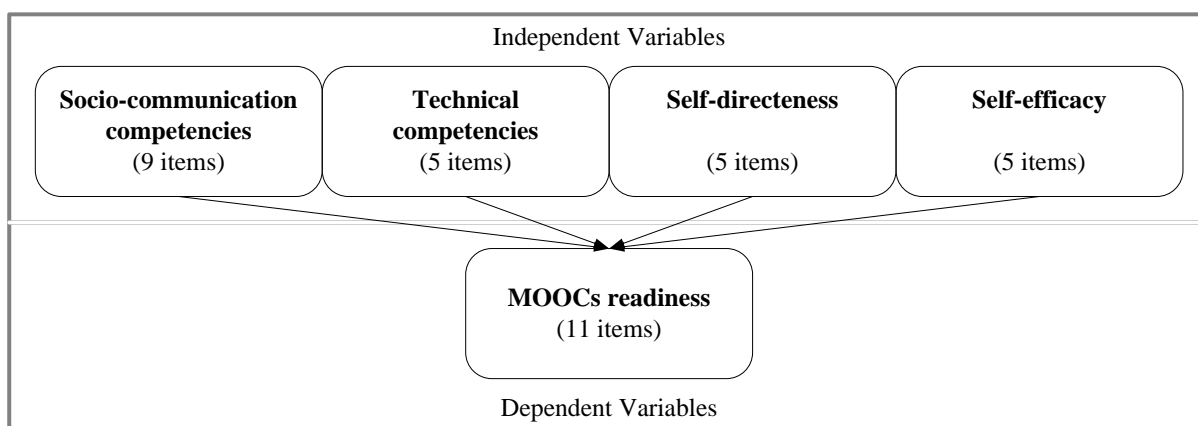 Independent Variables
Socio-communication
competencies
(9 items)
Technical
competencies
(5 items)
Self-directeness
(5 items)
Self-efficacy
(5 items)
MOOCs readiness
(11 items)
Dependent Variables